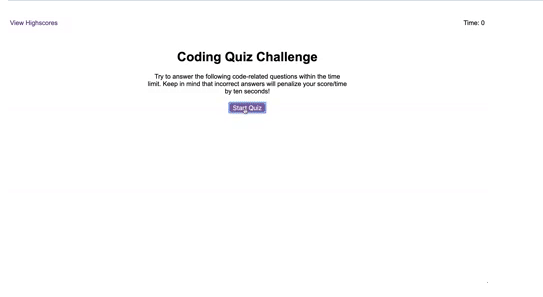 View Highscores
Time: 0
Coding Quiz Challenge
Try to answer the following code-related questions within the time
limit. Keep in mind that incorrect answers will penalize your score/time
by ten seconds!
Start Quiz